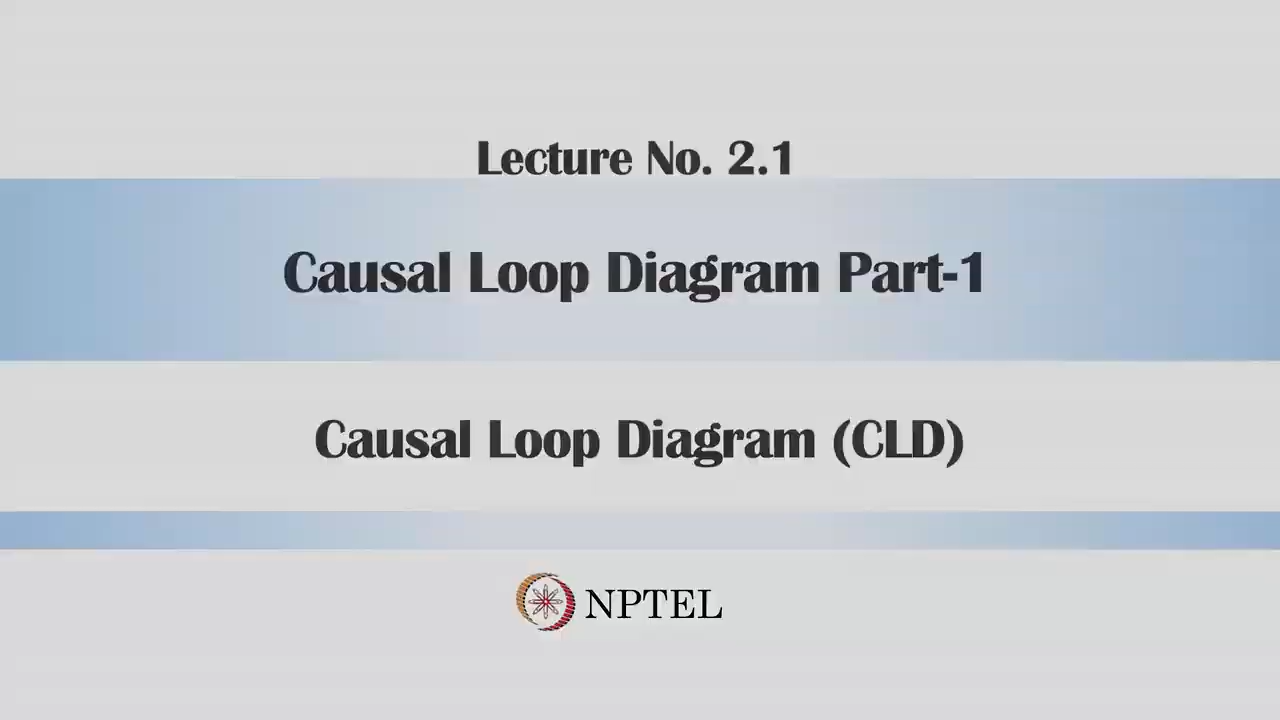 Lecture No. 2.1
Causal Loop Diagram Part-1
Causal Loop Diagram (CLD)
NPTEL